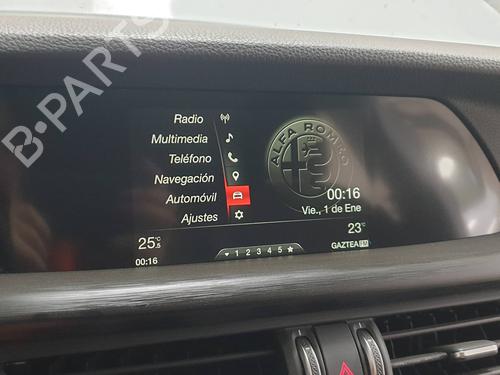 B-PARTS
Radio
Multimedia
Teléfono
Navegación
Automóvil
Ajustes
ALFA ROMEO
00:16
Vie., 1 de Ene
25°C
00:16
1 2 3 4 5
23°C
GAZTEA FM